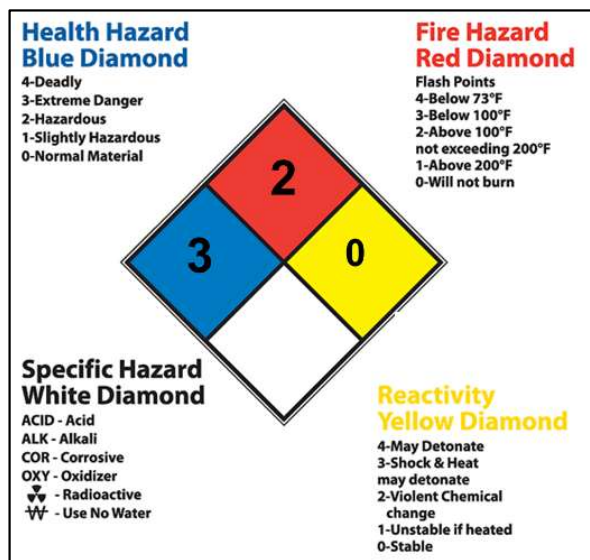 Health Hazard
Blue Diamond
4-Deadly
3-Extreme Danger
2-Hazardous
1-Slightly Hazardous
0-Normal Material
Fire Hazard
Red Diamond
Flash Points
4-Below 73°F
3-Below 100°F
2-Above 100°F
not exceeding 200°F
1-Above 200°F
0-Will not burn
2
3
0
Specific Hazard
White Diamond
ACID - Acid
ALK - Alkali
COR - Corrosive
OXY - Oxidizer
- Radioactive
W - Use No Water
Reactivity
Yellow Diamond
4-May Detonate
3-Shock & Heat
may detonate
2-Violent Chemical
change
1-Unstable if heated
0-Stable